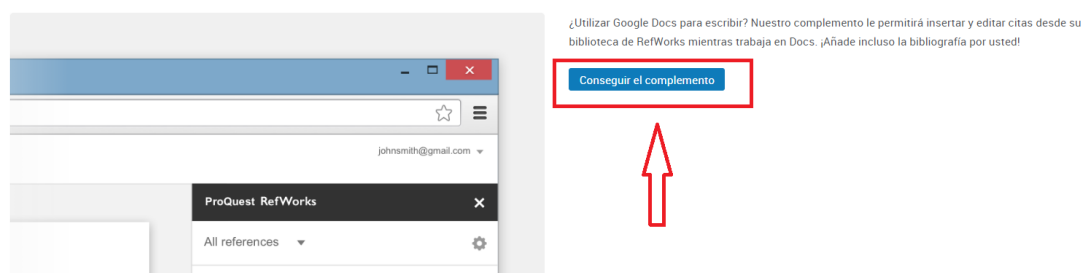 ¿Utilizar Google Docs para escribir? Nuestro complemento le permitirá insertar y editar citas desde su
biblioteca de RefWorks mientras trabaja en Docs. ¡Añade incluso la bibliografía por usted!
Conseguir el complemento
johnsmith@gmail.com
ProQuest RefWorks
All references